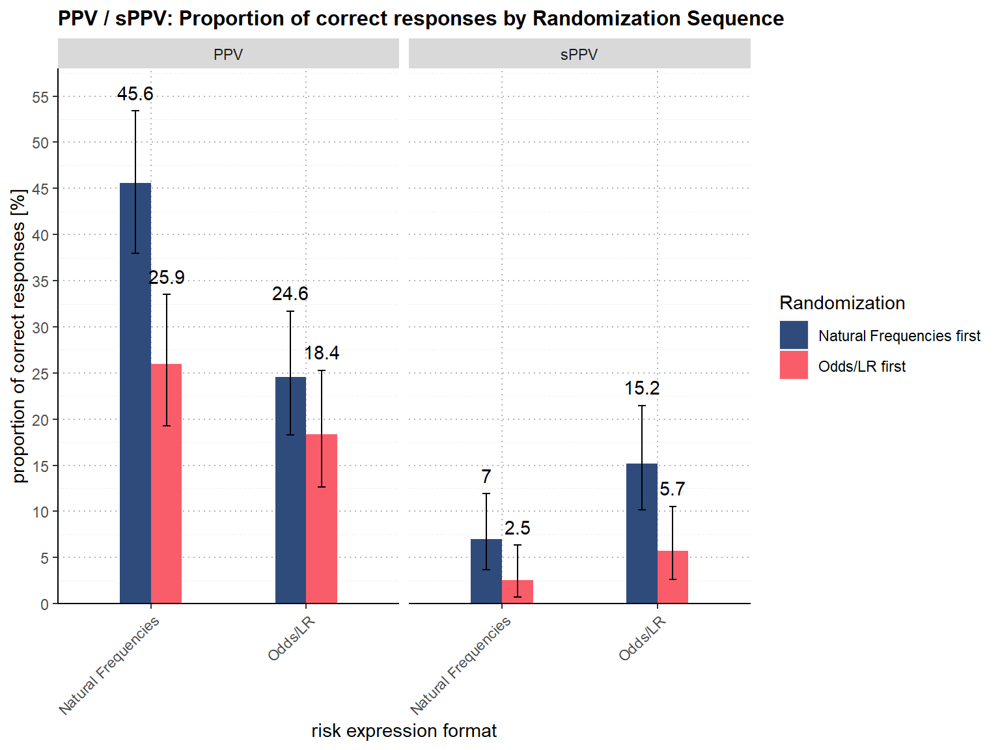 PPV / sPPV: Proportion of correct responses by Randomization Sequence
PPV
sPPV
proportion of correct responses [%]
55
50
45
40
35
30
25
20
15
10
5
0
45.6
25.9
24.6
18.4
7
2.5
15.2
5.7
Natural Frequencies
Odds/LR
Natural Frequencies
Odds/LR
risk expression format
Randomization
Natural Frequencies first
Odds/LR first